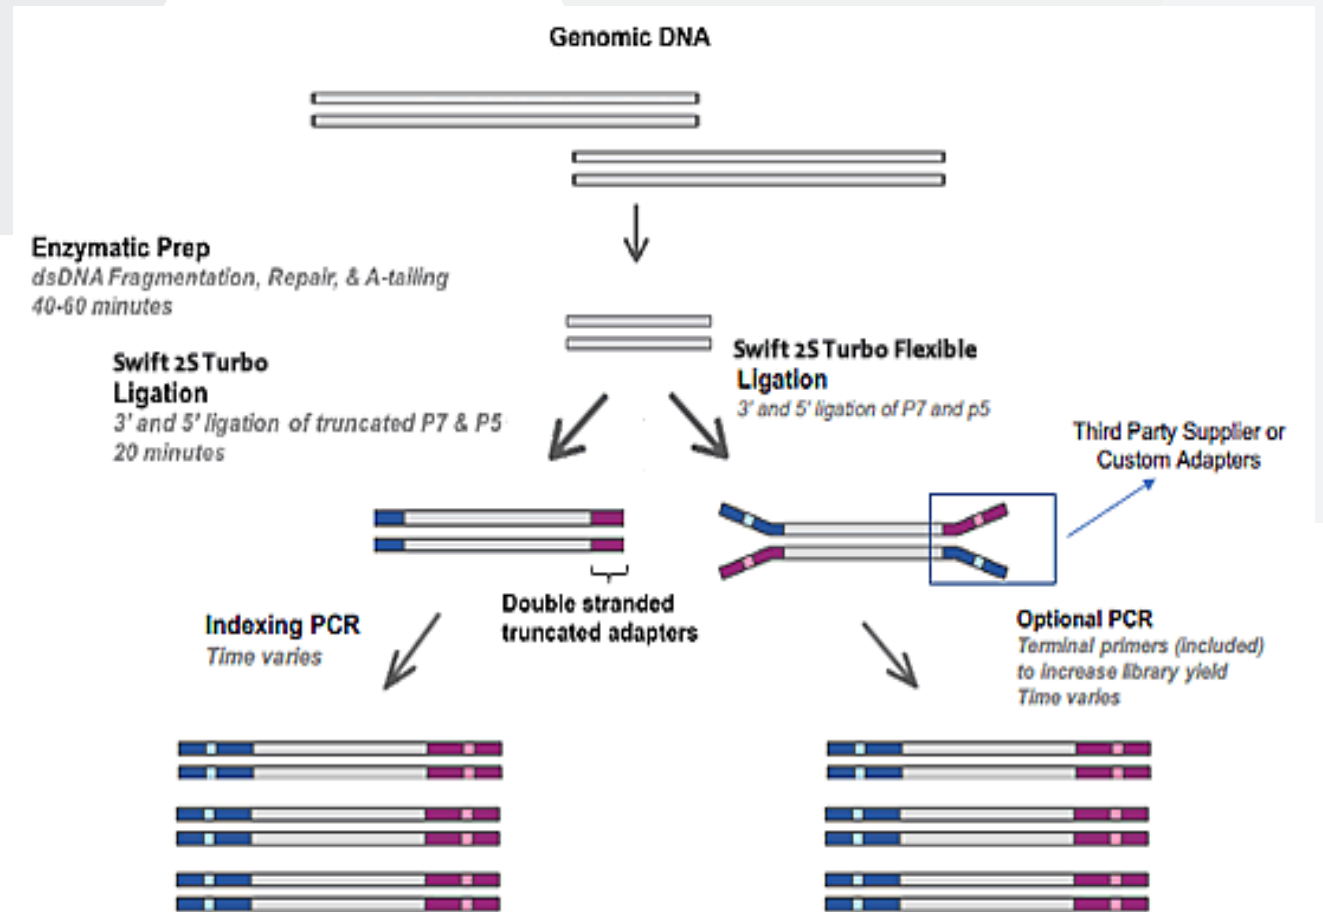 Genomic DNA
Enzymatic Prep
dsDNA Fragmentation, Repair, & A-tailing
40-60 minutes
Swift 2S Turbo
Ligation
3' and 5' ligation of truncated P7 & P5
20 minutes
Swift 2S Turbo Flexible
Ligation
3' and 5' ligation of P7 and p5
Third Party Supplier or
Custom Adapters
Double stranded
truncated adapters
Indexing PCR
Time varies
Optional PCR
Terminal primers (included)
to increase library yield
Time varies